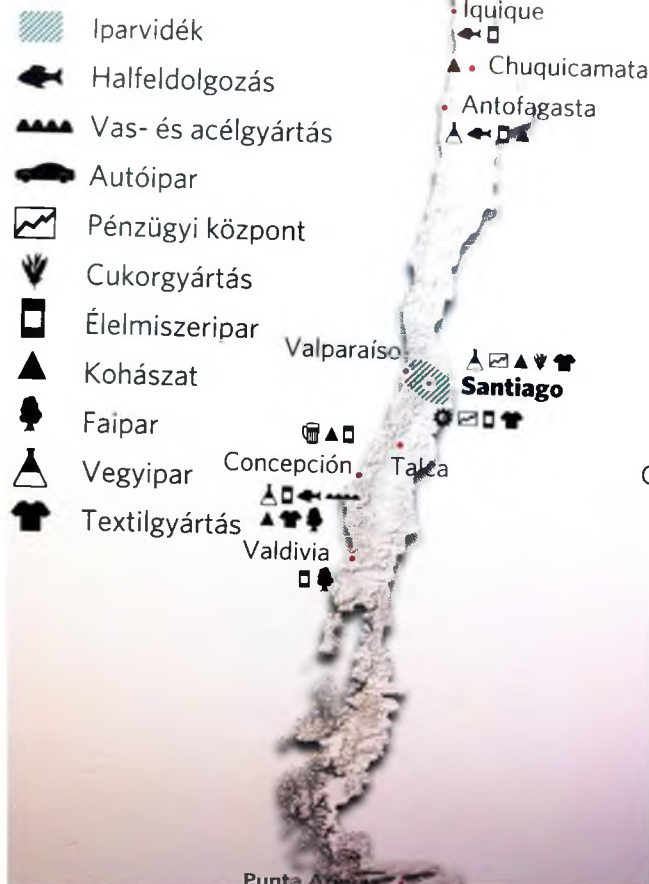 Iparvidék
Halfeldolgozás
Vas- és acélgyártás
Autóipar
Pénzügyi központ
Cukorgyártás
Élelmiszeripar
Kohászat
Faipar
Vegyipar
Textilgyártás
Iquique
Chuquicamata
Antofagasta
Valparaíso
Santiago
Concepción
Talca
Valdivia
Punta